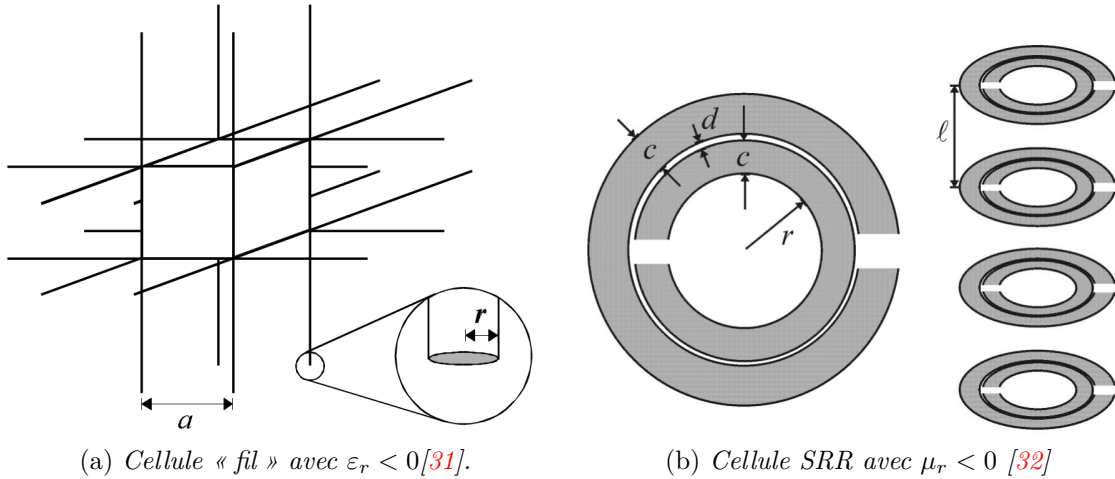 r
a
(a) Cellule « fil » avec εr < 0[31].
d
c
c
r
ℓ
(b) Cellule SRR avec μr < 0 [32]